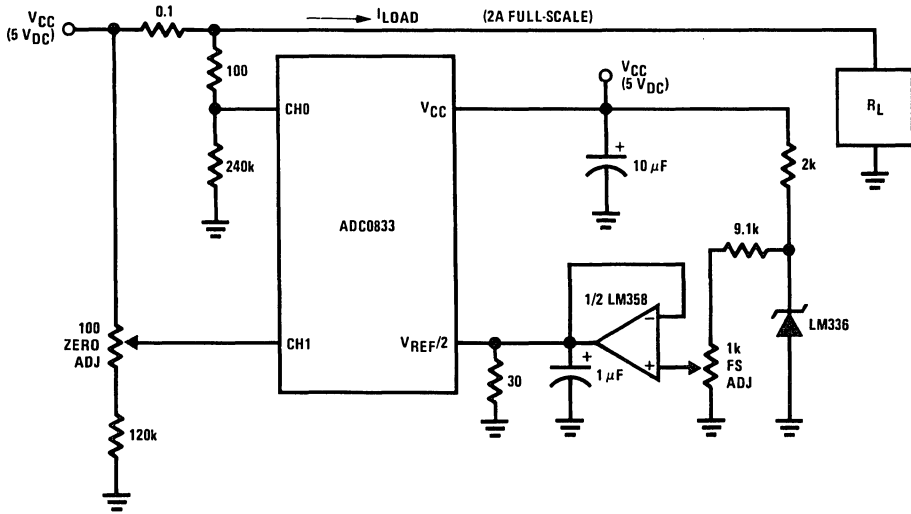 VCC
(5 VDC)
0.1
ILOAD
(2A FULL-SCALE)
100
CH0
VCC
VCC
(5 VDC)
RL
240k
+
10 µF
2k
ADC0833
9.1k
1/2 LM358
LM336
100
ZERO
ADJ
CH1
VREF/2
−
+
30
+
1 µF
1k
FS
ADJ
120k